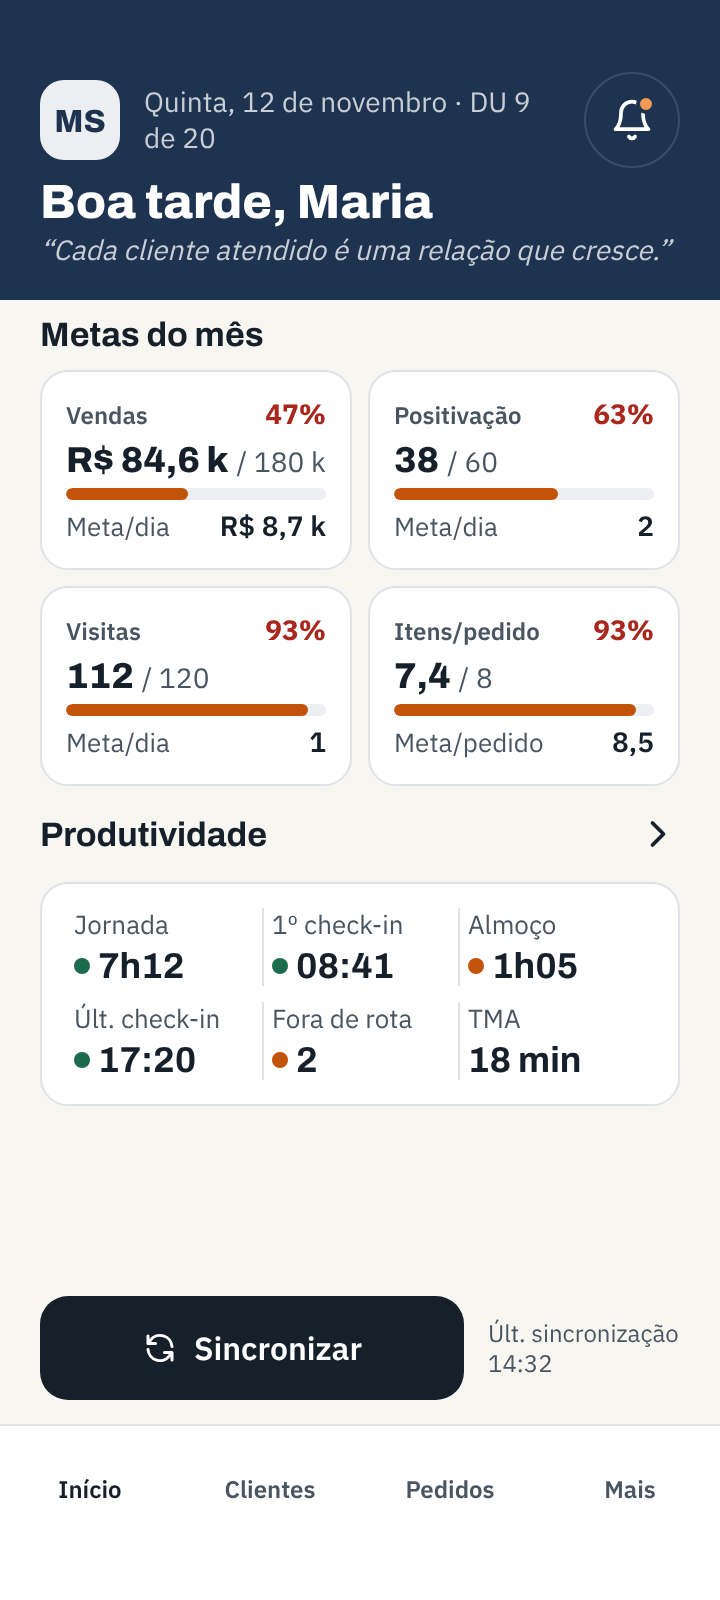 MS
Quinta, 12 de novembro · DU 9
de 20
Boa tarde, Maria
“Cada cliente atendido é uma relação que cresce.”
Metas do mês
Vendas 47%
R$ 84,6 k / 180 k
Meta/dia R$ 8,7 k
Positivação 63%
38 / 60
Meta/dia 2
Visitas 93%
112 / 120
Meta/dia 1
Itens/pedido 93%
7,4 / 8
Meta/pedido 8,5
Produtividade
Jornada
7h12
1º check-in
08:41
Almoço
1h05
Últ. check-in
17:20
Fora de rota
2
TMA
18 min
Sincronizar
Últ. sincronização
14:32
Início Clientes Pedidos Mais